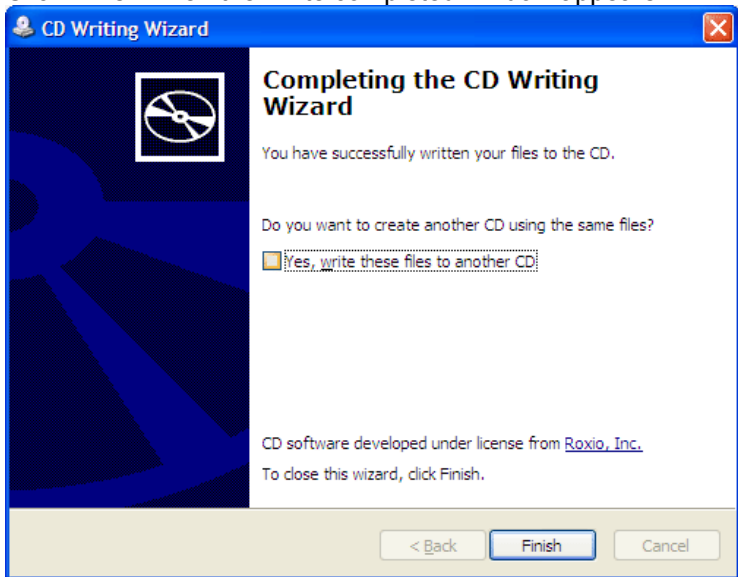 CD Writing Wizard
Completing the CD Writing
Wizard
You have successfully written your files to the CD.
Do you want to create another CD using the same files?
Yes, write these files to another CD
CD software developed under license from Roxio, Inc.
To close this wizard, click Finish.
< Back Finish Cancel